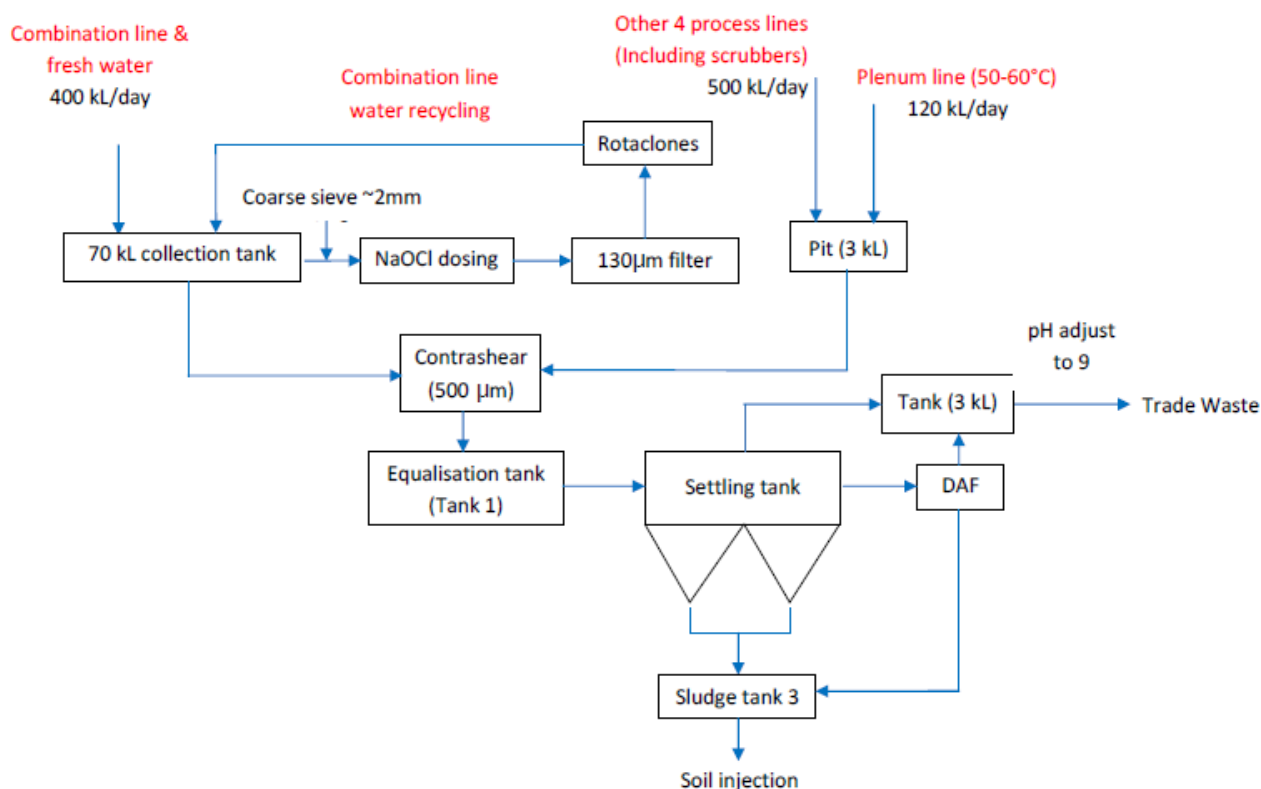 Combination line &
fresh water
400 kL/day
Combination line
water recycling
Other 4 process lines
(Including scrubbers)
500 kL/day
Plenum line (50-60°C)
120 kL/day
Rotaclones
Coarse sieve ~2mm
70 kL collection tank
NaOCl dosing
130µm filter
Pit (3 kL)
Contrashear
(500 µm)
pH adjust
to 9
Tank (3 kL)
Trade Waste
Equalisation tank
(Tank 1)
Settling tank
DAF
Sludge tank 3
Soil injection